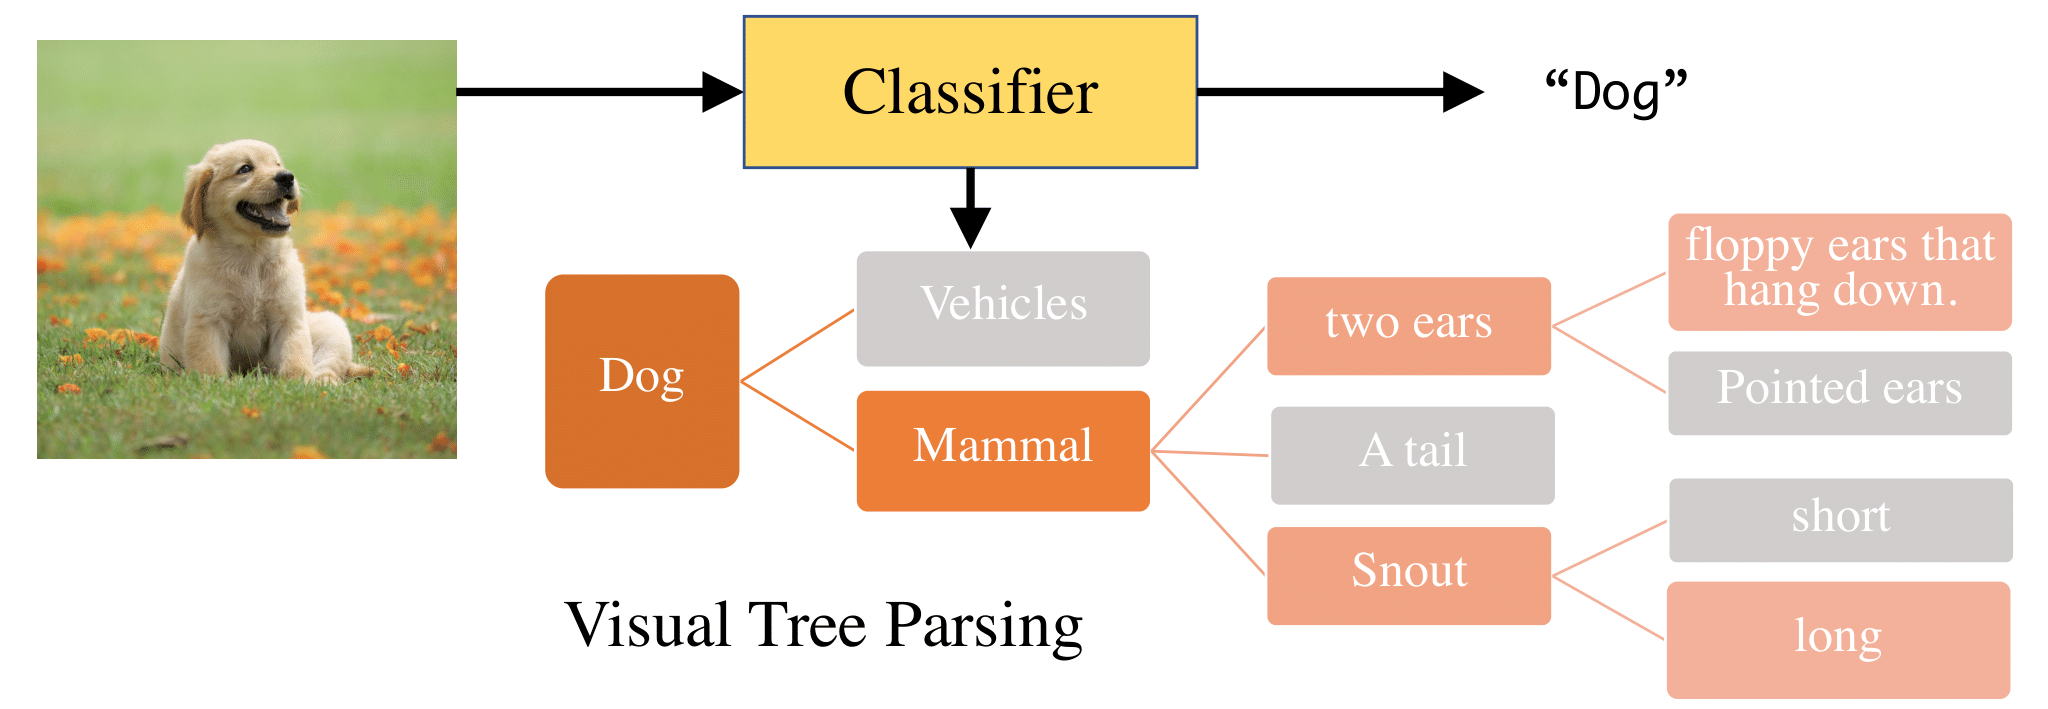 Classifier
“Dog”
Dog
Vehicles
Mammal
two ears
A tail
Snout
floppy ears that
hang down.
Pointed ears
short
long
Visual Tree Parsing